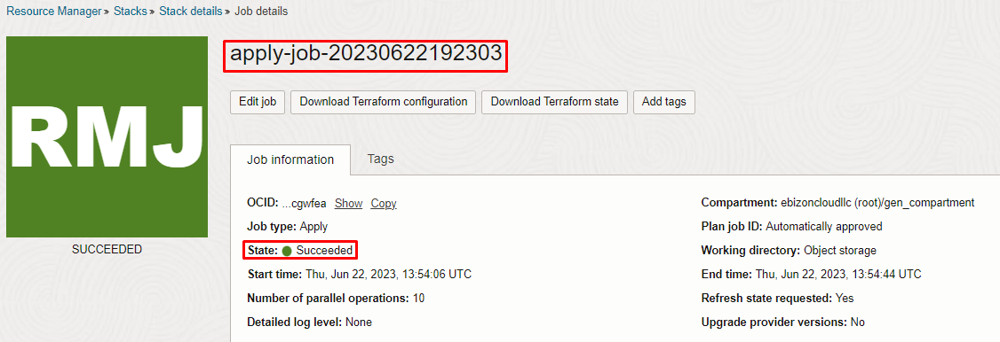 Resource Manager » Stacks » Stack details » Job details
RMJ
SUCCEEDED
apply-job-20230622192303
Edit job Download Terraform configuration Download Terraform state Add tags
Job information Tags
OCID: ...cgwfea Show Copy
Job type: Apply
State: Succeeded
Start time: Thu, Jun 22, 2023, 13:54:06 UTC
Number of parallel operations: 10
Detailed log level: None
Compartment: ebizoncloudllc (root)/gen_compartment
Plan job ID: Automatically approved
Working directory: Object storage
End time: Thu, Jun 22, 2023, 13:54:44 UTC
Refresh state requested: Yes
Upgrade provider versions: No